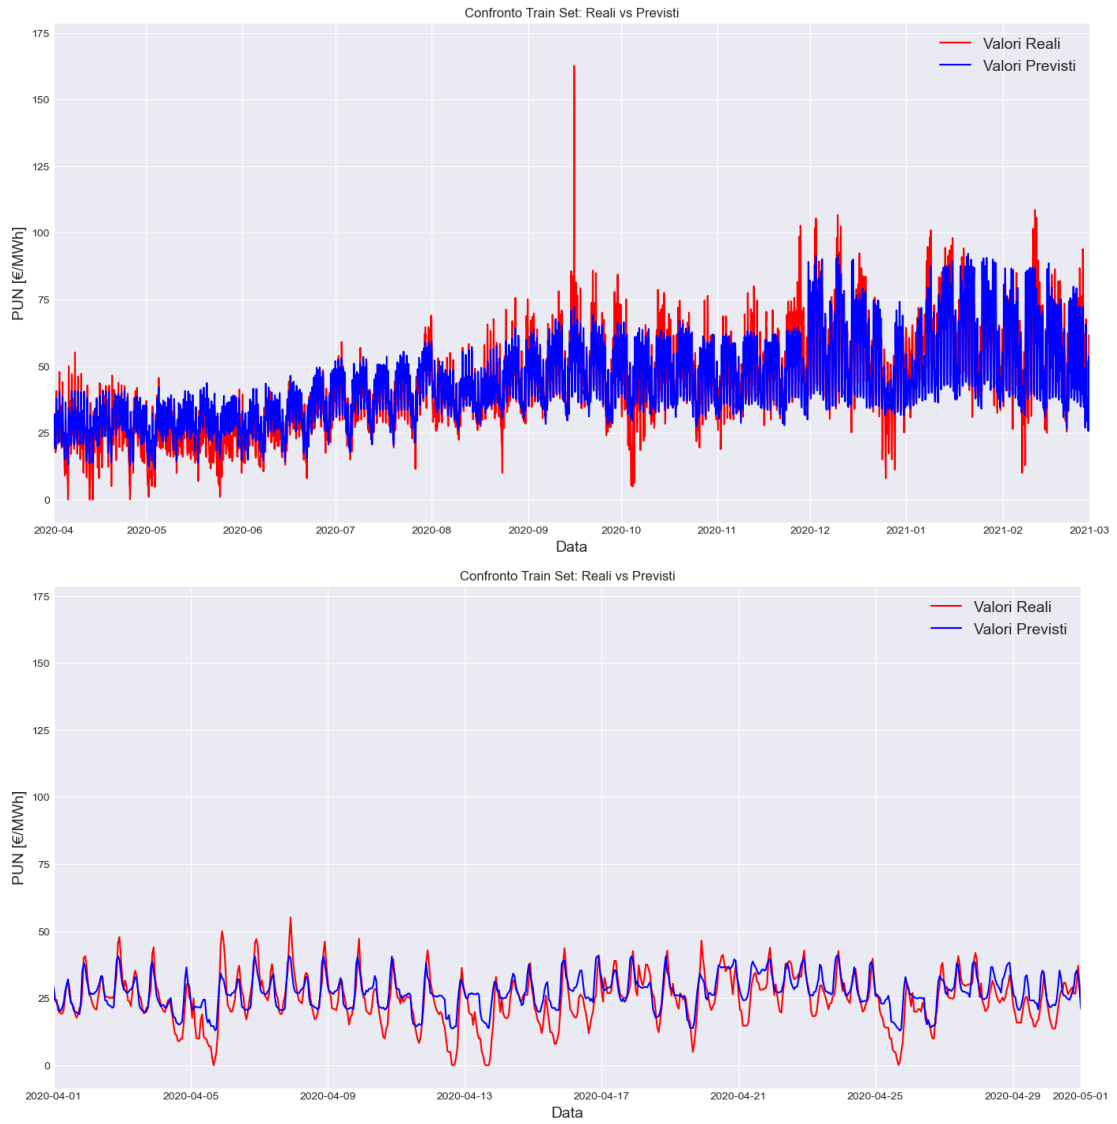 Confronto Train Set: Reali vs Previsti
Valori Reali
Valori Previsti
PUN [€/MWh]
175
150
125
100
75
50
25
0
2020-04 2020-05 2020-06 2020-07 2020-08 2020-09 2020-10 2020-11 2020-12 2021-01 2021-02 2021-03
Data
Confronto Train Set: Reali vs Previsti
Valori Reali
Valori Previsti
PUN [€/MWh]
175
150
125
100
75
50
25
0
2020-04-01 2020-04-05 2020-04-09 2020-04-13 2020-04-17 2020-04-21 2020-04-25 2020-04-29 2020-05-01
Data